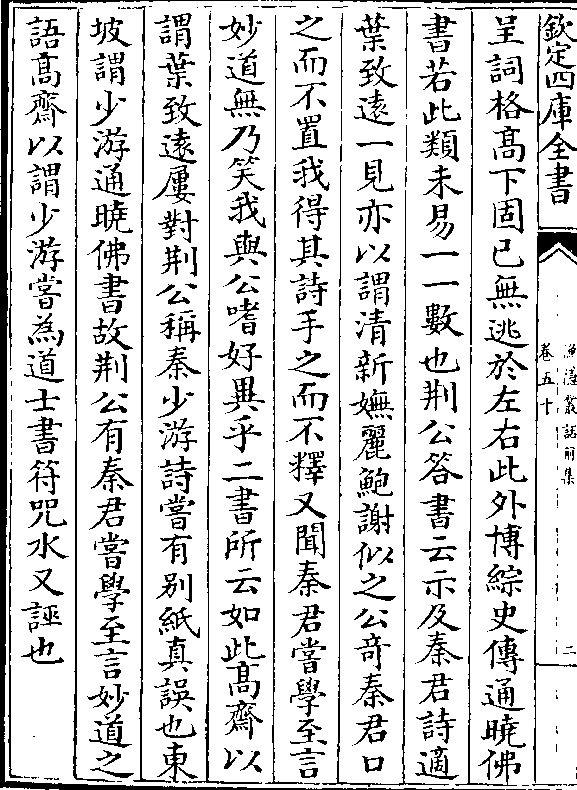 欽定四庫全書
漁隱叢話前集
卷五十
二
呈詞格高下固已無逃於左右此外博綜史傳通曉佛
書若此類未易一一數也荆公答書云示及秦君詩適
葉致遠一見亦以謂清新嫵麗鮑謝似之公奇秦君口
之而不置我得其詩手之而不釋又聞秦君嘗學至言
妙道無乃笑我與公嗜好異乎二書所云如此高齋以
謂葉致遠屢對荆公稱秦少游詩嘗有别紙真誤也東
坡謂少游通曉佛書故荆公有秦君嘗學至言妙道之
語高齋以謂少游嘗為道士書符咒水又誣也